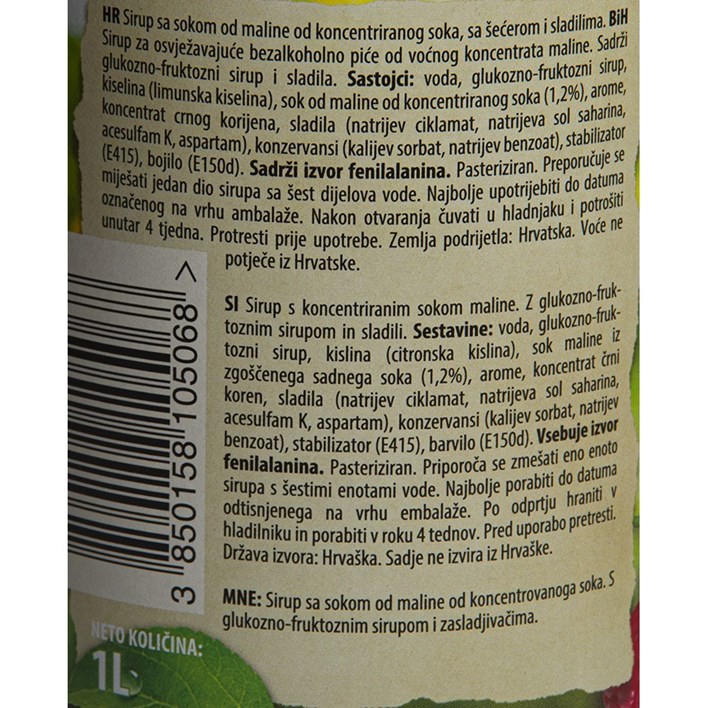 HR Sirup sa sokom od maline od koncentriranog soka, sa šećerom i sladilima. BiH
Sirup za osvježavajuće bezalkoholno piće od voćnog koncentrata maline. Sadrži
glukozno-fruktozni sirup i sladila. Sastojci: voda, glukozno-fruktozni sirup,
kiselina (limunska kiselina), sok od maline od koncentriranog soka (1,2%), arome,
koncentrat crnog korijena, sladila (natrijev ciklamat, natrijeva sol saharina,
acesulfam K, aspartam), konzervansi (kalijev sorbat, natrijev benzoat), stabilizator
(E415), bojilo (E150d). Sadrži izvor fenilalanina. Pasteriziran. Preporučuje se
miješati jedan dio sirupa sa šest dijelova vode. Najbolje upotrijebiti do datuma
označenog na vrhu ambalaže. Nakon otvaranja čuvati u hladnjaku i potrošiti
unutar 4 tjedna. Protresti prije upotrebe. Zemlja podrijetla: Hrvatska. Voće ne
potječe iz Hrvatske.
SI Sirup s koncentriranim sokom maline. Z glukozno-fruk-
toznim sirupom in sladili. Sestavine: voda, glukozno-fruk-
tozni sirup, kislina (citronska kislina), sok maline iz
zgoščenega sadnega soka (1,2%), arome, koncentrat črni
koren, sladila (natrijev ciklamat, natrijeva sol saharina,
acesulfam K, aspartam), konzervansi (kalijev sorbat, natrijev
benzoat), stabilizator (E415), barvilo (E150d). Vsebuje izvor
fenilalanina. Pasteriziran. Priporoča se zmešati eno enoto
sirupa s šestimi enotami vode. Najbolje porabiti do datuma
odtisnjenega na vrhu embalaže. Po odprtju hraniti v
hladilniku in porabiti v roku 4 tednov. Pred uporabo pretresti.
Država izvora: Hrvaška. Sadje ne izvira iz Hrvaške.
MNE: Sirup sa sokom od maline od koncentrovanoga soka. S
glukozno-fruktoznim sirupom i zaslađivačima.
3 850158 105068 >
NETO KOLIČINA:
1L